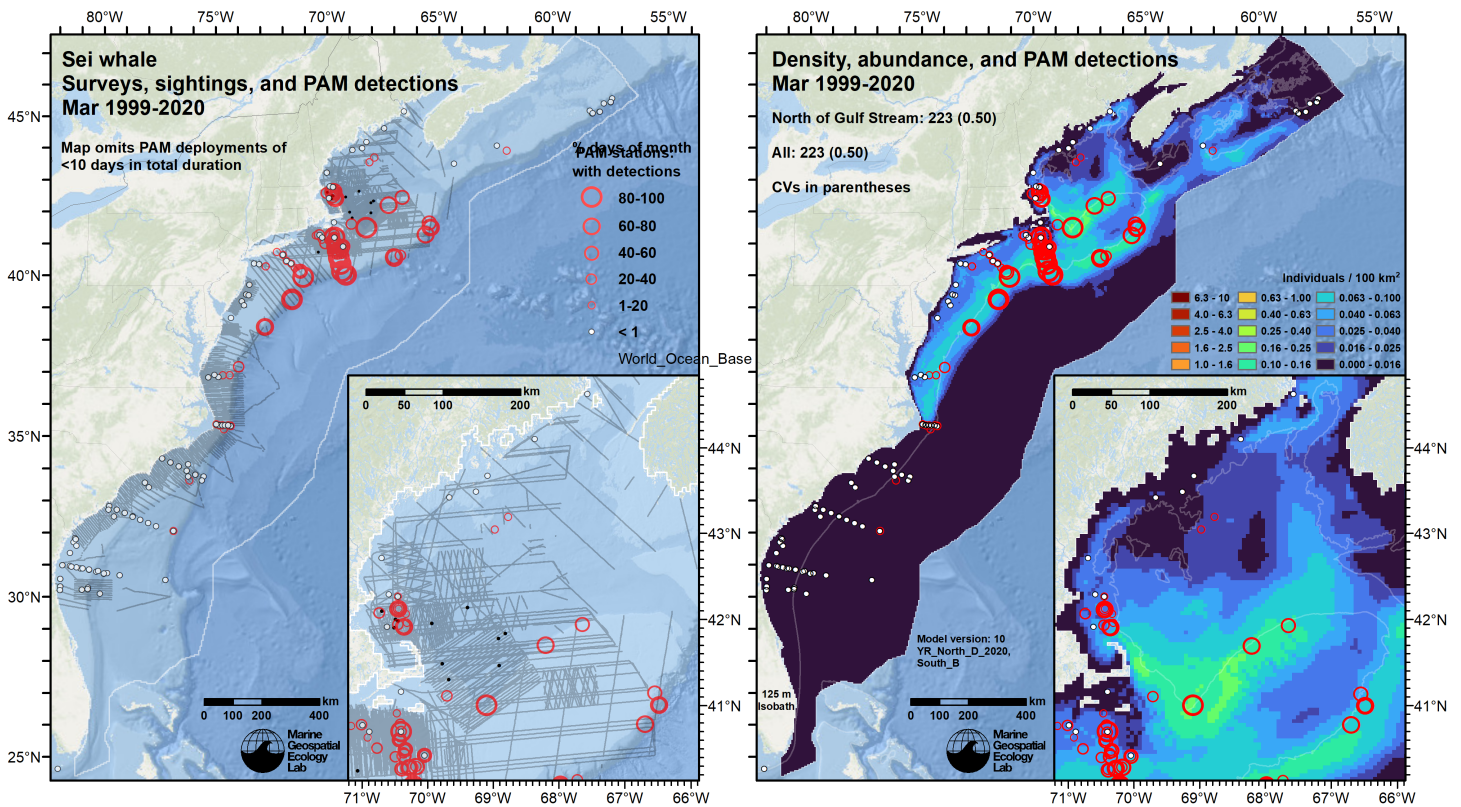 80°W 75°W 70°W 65°W 60°W 55°W
80°W 75°W 70°W 65°W 60°W 55°W
Sei whale
Surveys, sightings, and PAM detections
Mar 1999-2020
Map omits PAM deployments of
<10 days in total duration
% days of month
PAM stations:
with detections
80-100
60-80
40-60
20-40
1-20
< 1
World_Ocean_Base
45°N
40°N
35°N
30°N
25°N
km
0 50 100 200
km
0 100 200 400
Marine
Geospatial
Ecology
Lab
44°N
43°N
42°N
41°N
71°W 70°W 69°W 68°W 67°W 66°W
Density, abundance, and PAM detections
Mar 1999-2020
North of Gulf Stream: 223 (0.50)
All: 223 (0.50)
CVs in parentheses
Individuals / 100 km²
6.3 - 10 0.63 - 1.00 0.063 - 0.100
4.0 - 6.3 0.40 - 0.63 0.040 - 0.063
2.5 - 4.0 0.25 - 0.40 0.025 - 0.040
1.6 - 2.5 0.16 - 0.25 0.016 - 0.025
1.0 - 1.6 0.10 - 0.16 0.000 - 0.016
km
0 50 100 200
Model version: 10
YR_North_D_2020,
South_B
125 m
Isobath
km
0 100 200 400
Marine
Geospatial
Ecology
Lab
44°N
43°N
42°N
41°N
71°W 70°W 69°W 68°W 67°W 66°W